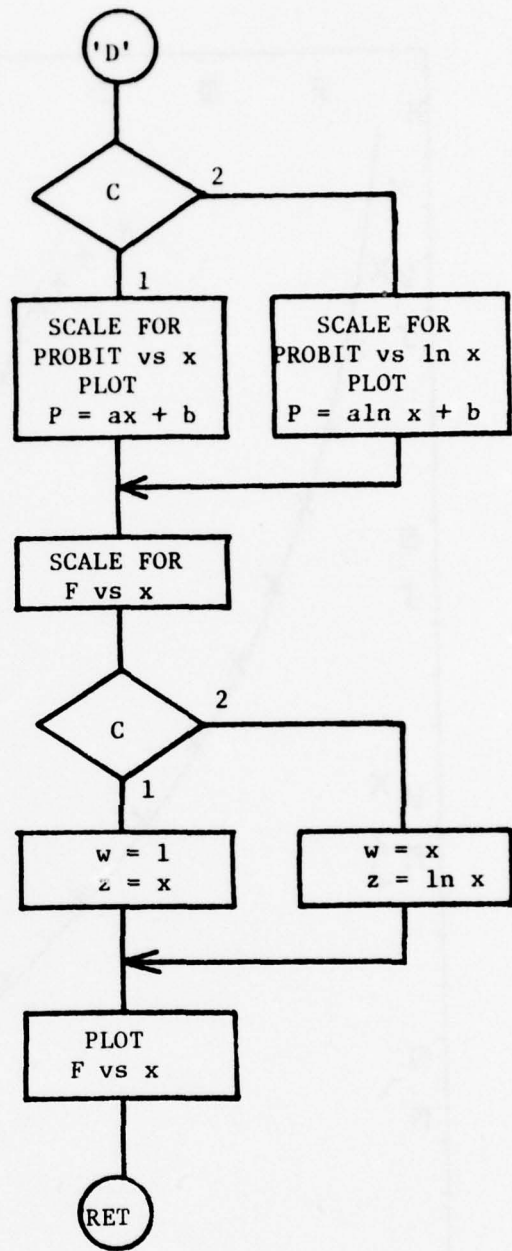 'D'
C
2
1
SCALE FOR
PROBIT vs x
PLOT
P = ax + b
SCALE FOR
PROBIT vs ln x
PLOT
P = aln x + b
SCALE FOR
F vs x
C
2
1
w = 1
z = x
w = x
z = ln x
PLOT
F vs x
RET